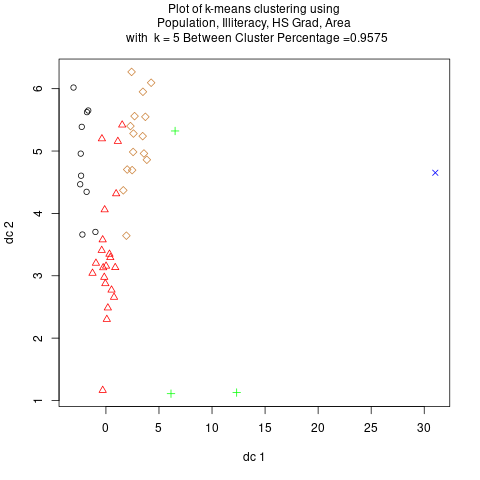 Plot of k-means clustering using
Population, Illiteracy, HS Grad, Area
with k = 5 Between Cluster Percentage =0.9575
6
5
4
3
2
1
dc 2
0 5 10 15 20 25 30
dc 1